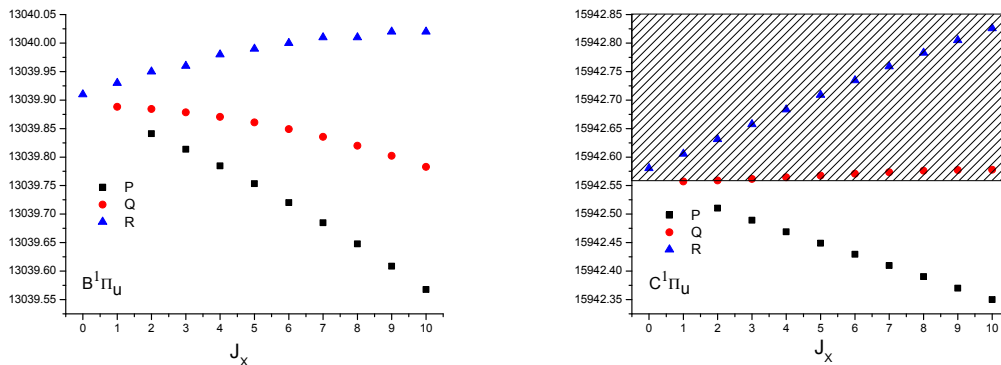 13040.05
13040.00
13039.95
13039.90
13039.85
13039.80
13039.75
13039.70
13039.65
13039.60
13039.55
P
Q
R
B¹Πᵤ
0 1 2 3 4 5 6 7 8 9 10
Jₓ
15942.85
15942.80
15942.75
15942.70
15942.65
15942.60
15942.55
15942.50
15942.45
15942.40
15942.35
P
Q
R
C¹Πᵤ
0 1 2 3 4 5 6 7 8 9 10
Jₓ